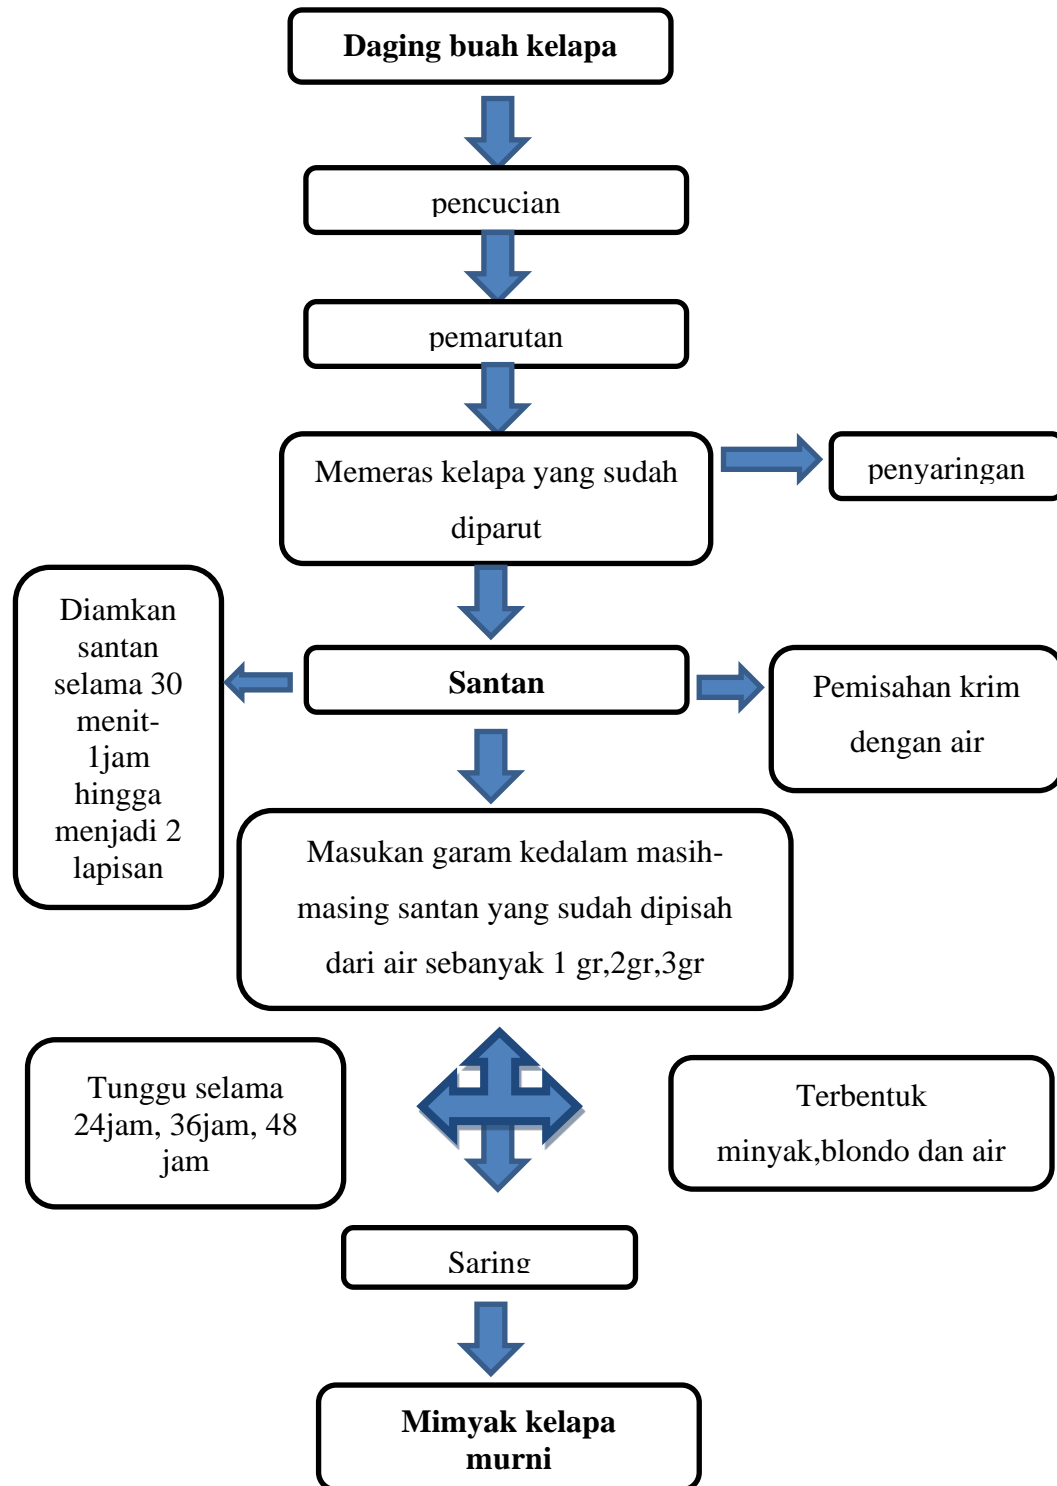 Daging buah kelapa
pencucian
pemarutan
Memeras kelapa yang sudah
diparut
penyaringan
Diamkan
santan
selama 30
menit-
1jam
hingga
menjadi 2
lapisan
Santan
Pemisahan krim
dengan air
Masukan garam kedalam masih-
masing santan yang sudah dipisah
dari air sebanyak 1 gr,2gr,3gr
Tunggu selama
24jam, 36jam, 48
jam
Terbentuk
minyak,blondo dan air
Saring
Mimyak kelapa
murni